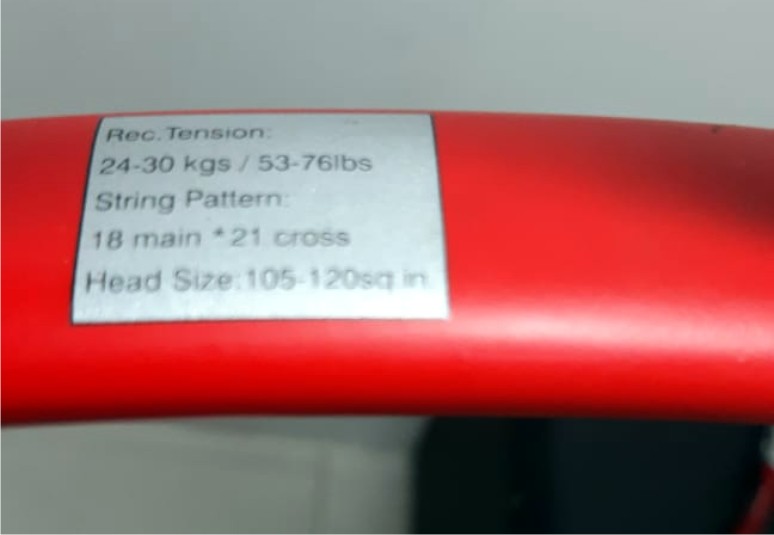 Rec. Tension:
24-30 kgs / 53-76lbs
String Pattern:
18 main *21 cross
Head Size:105-120sq in